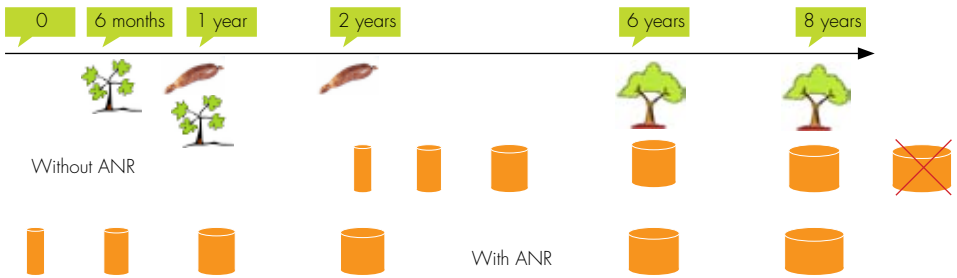 0
6 months
1 year
2 years
6 years
8 years
Without ANR
With ANR